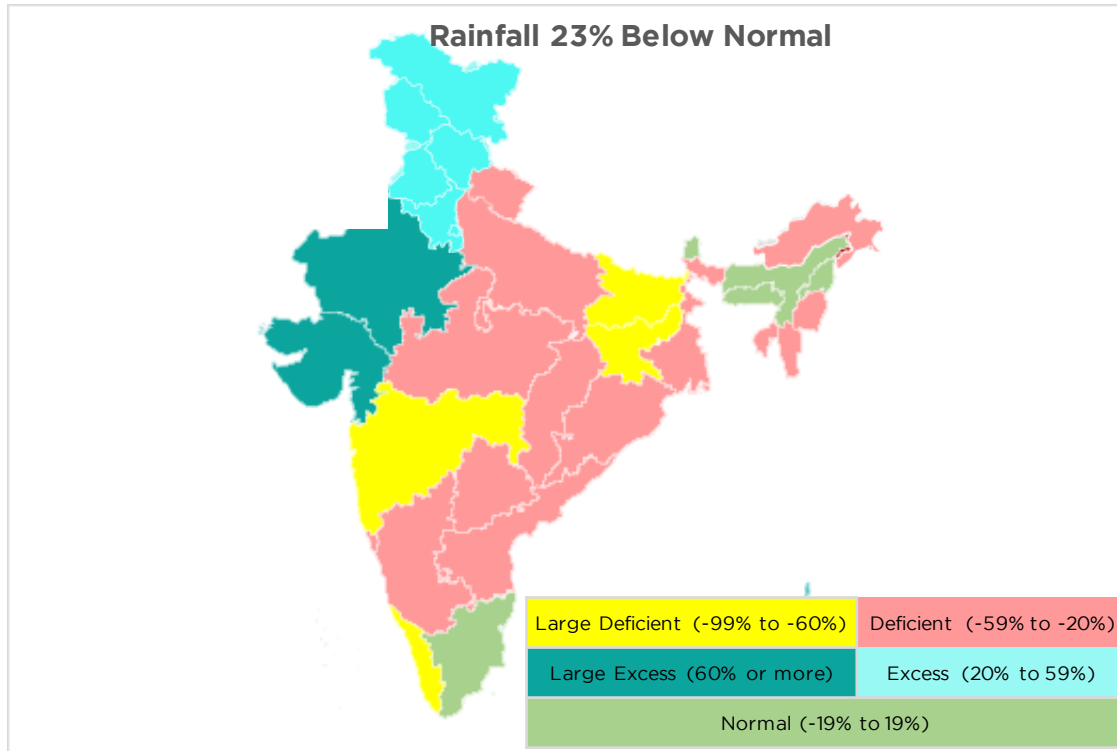 Rainfall 23% Below Normal
Large Deficient (-99% to -60%)
Deficient (-59% to -20%)
Large Excess (60% or more)
Excess (20% to 59%)
Normal (-19% to 19%)